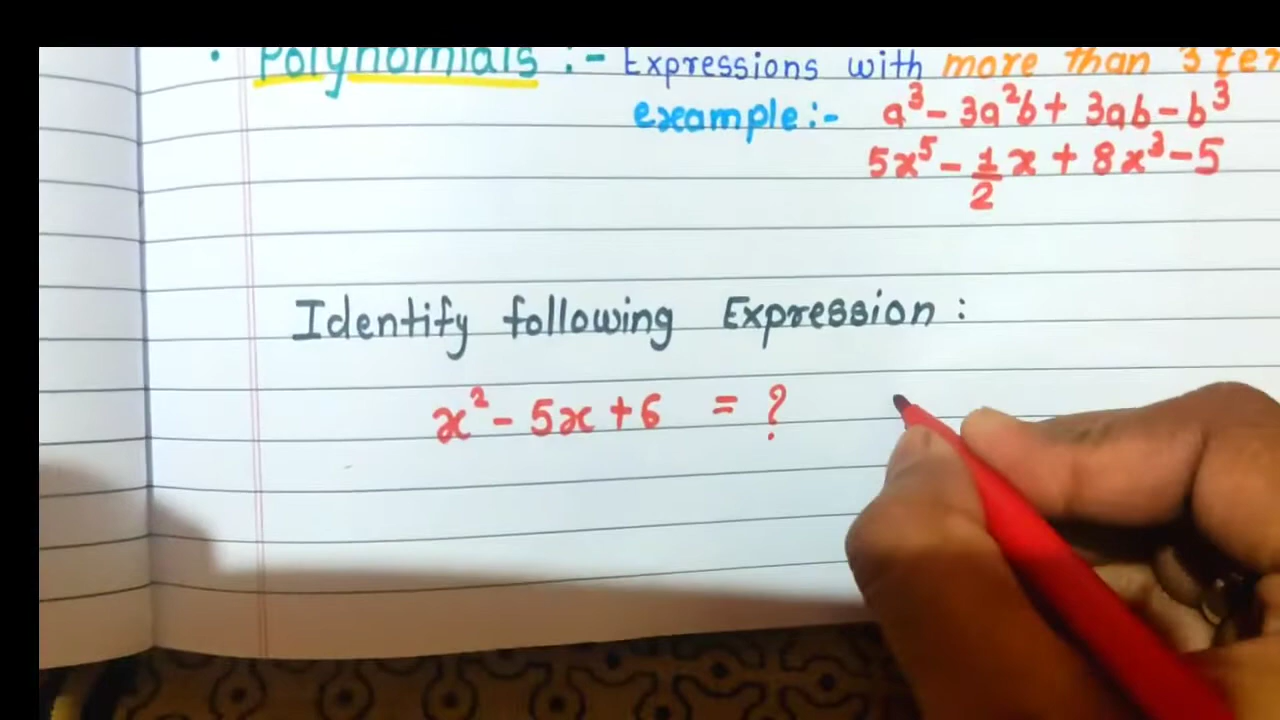 • Polynomials :- Expressions with more than 3
example:- a³ - 3a²b + 3ab - b³
5x⁵ - 1/2 x + 8x³ - 5
Identify following Expression :
x² - 5x + 6 = ?